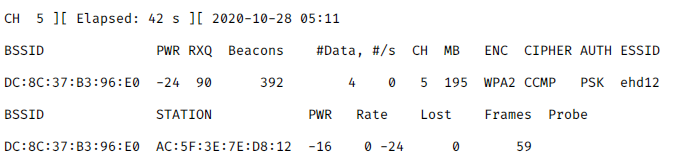 CH 5 ][ Elapsed: 42 s ][ 2020-10-28 05:11
BSSID PWR RXQ Beacons #Data, #/s CH MB ENC CIPHER AUTH ESSID
DC:8C:37:B3:96:E0 -24 90 392 4 0 5 195 WPA2 CCMP PSK ehd12
BSSID STATION PWR Rate Lost Frames Probe
DC:8C:37:B3:96:E0 AC:5F:3E:7E:D8:12 -16 0 -24 0 59